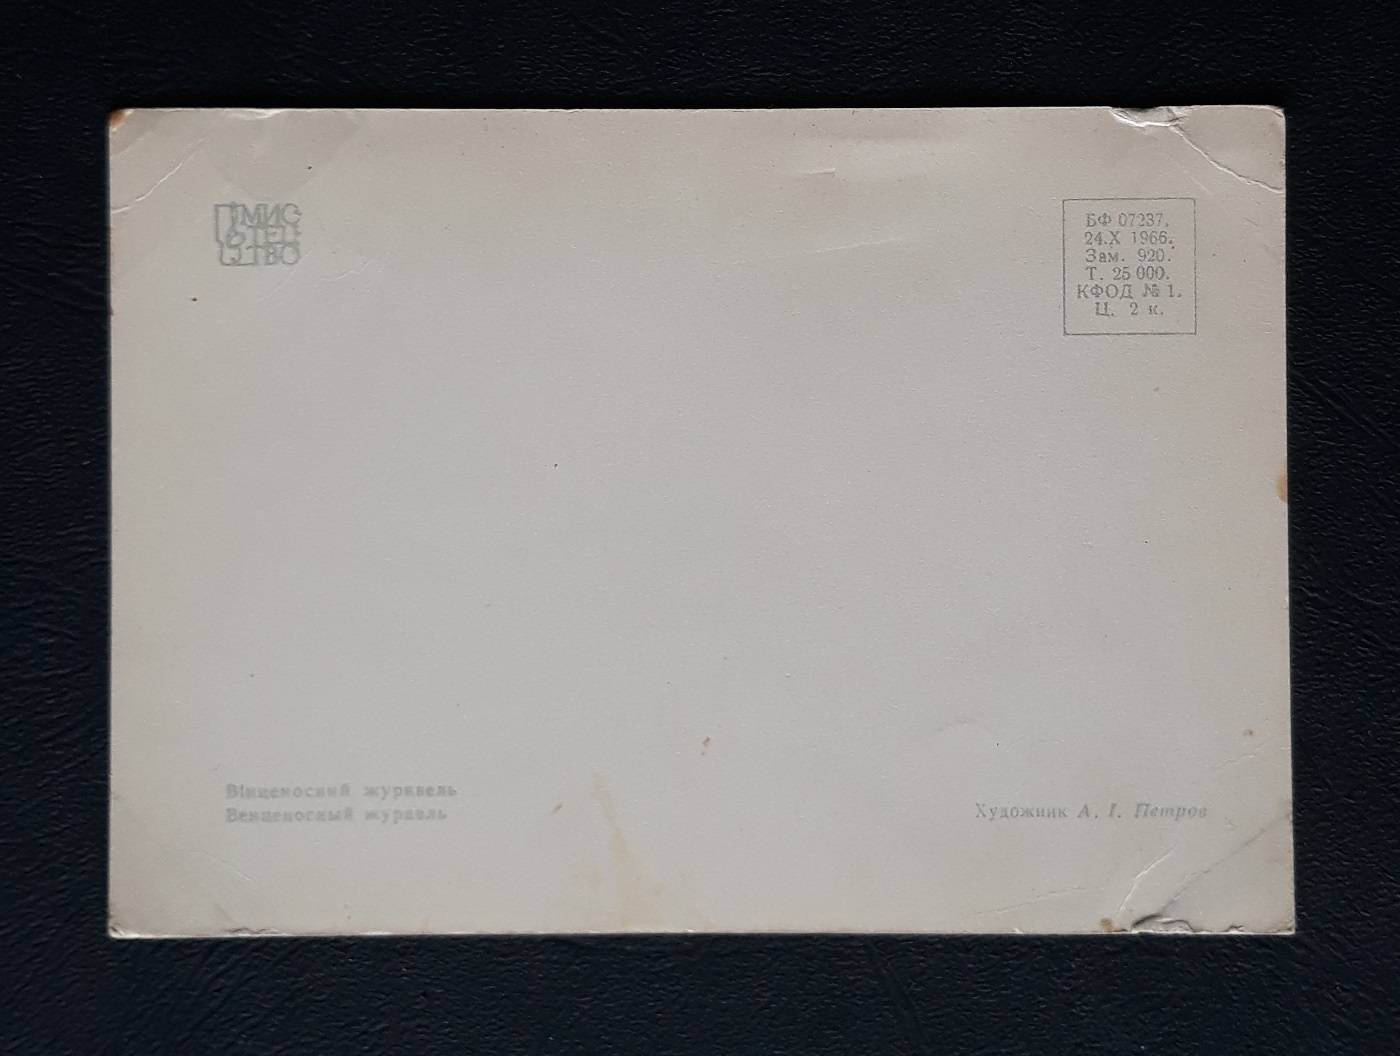 МИС
ТЕЦ
ТВО
БФ 07237.
24.X 1966.
Зам. 920.
Т. 25 000.
КФОД № 1.
Ц. 2 к.
Вінценосний журавель
Венценосный журавль
Художник А. І. Петров